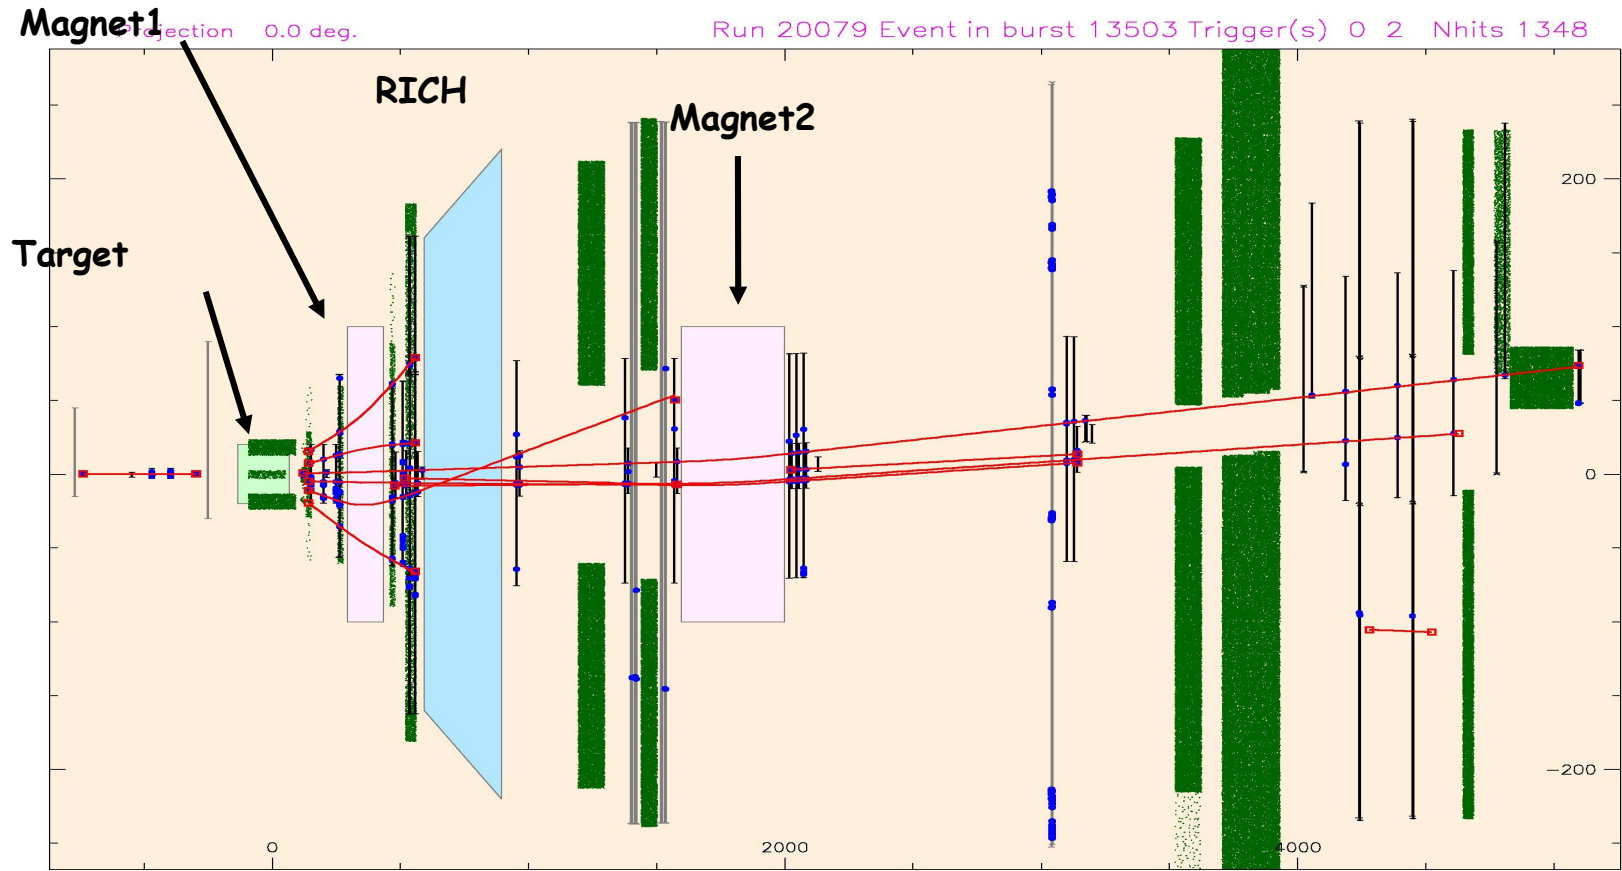 Magnet1
Projection 0.0 deg.
Run 20079 Event in burst 13503 Trigger(s) 0 2 Nhits 1348
RICH
Magnet2
200
Target
0
-200
0
2000
4000